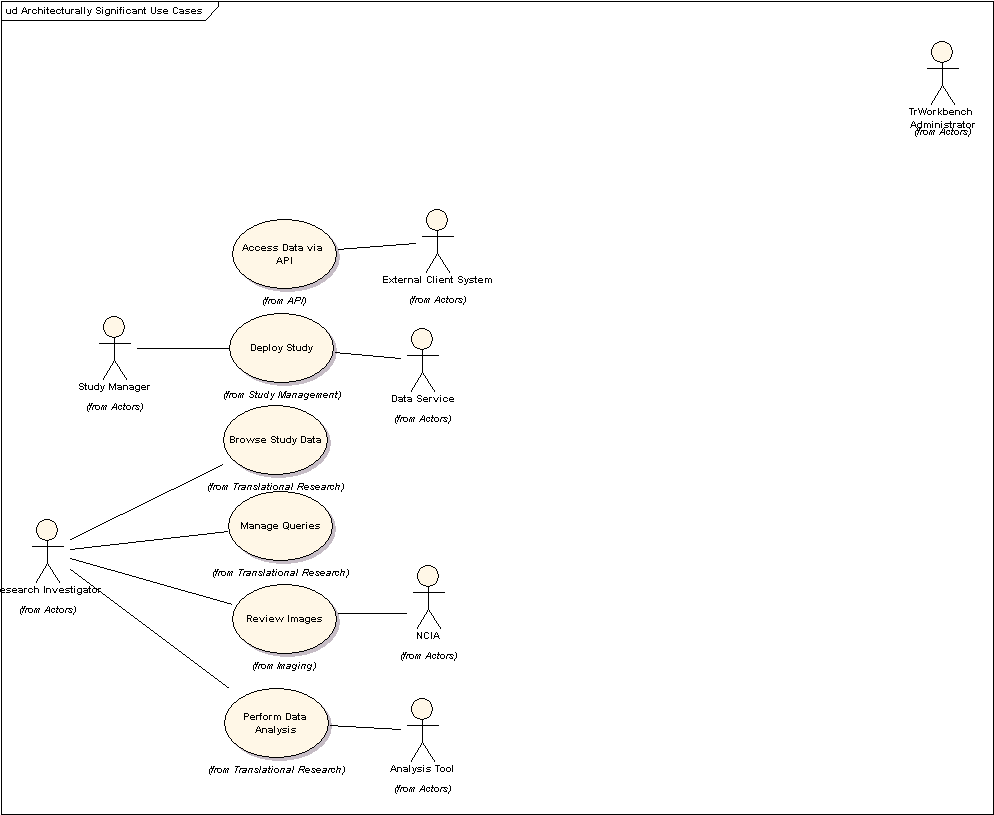 ud Architecturally Significant Use Cases
TrWorkbench
Administrator
(from Actors)
Access Data via
API
(from API)
External Client System
(from Actors)
Study Manager
(from Actors)
Deploy Study
(from Study Management)
Data Service
(from Actors)
Browse Study Data
(from Translational Research)
Manage Queries
(from Translational Research)
esearch Investigator
(from Actors)
Review Images
(from Imaging)
NCIA
(from Actors)
Perform Data
Analysis
(from Translational Research)
Analysis Tool
(from Actors)